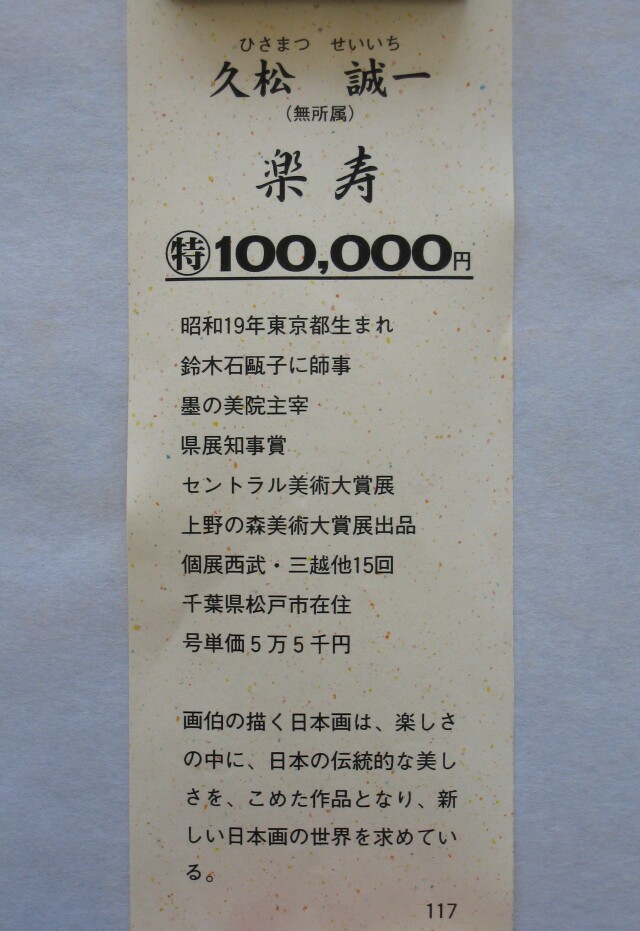 ひさまつ　せいいち
久松　誠一
（無所属）
楽寿
㊕100,000円
昭和19年東京都生まれ
鈴木石甌子に師事
墨の美院主宰
県展知事賞
セントラル美術大賞展
上野の森美術大賞展出品
個展西武・三越他15回
千葉県松戸市在住
号単価５万５千円
画伯の描く日本画は、楽しさ
の中に、日本の伝統的な美し
さを、こめた作品となり、新
しい日本画の世界を求めてい
る。
117